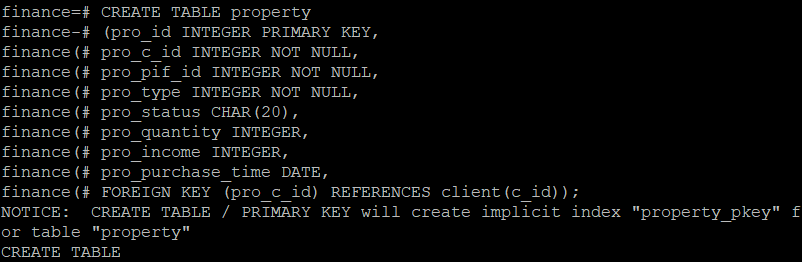 finance=# CREATE TABLE property
finance-# (pro_id INTEGER PRIMARY KEY,
finance(# pro_c_id INTEGER NOT NULL,
finance(# pro_pif_id INTEGER NOT NULL,
finance(# pro_type INTEGER NOT NULL,
finance(# pro_status CHAR(20),
finance(# pro_quantity INTEGER,
finance(# pro_income INTEGER,
finance(# pro_purchase_time DATE,
finance(# FOREIGN KEY (pro_c_id) REFERENCES client(c_id));
NOTICE:  CREATE TABLE / PRIMARY KEY will create implicit index "property_pkey" f
or table "property"
CREATE TABLE